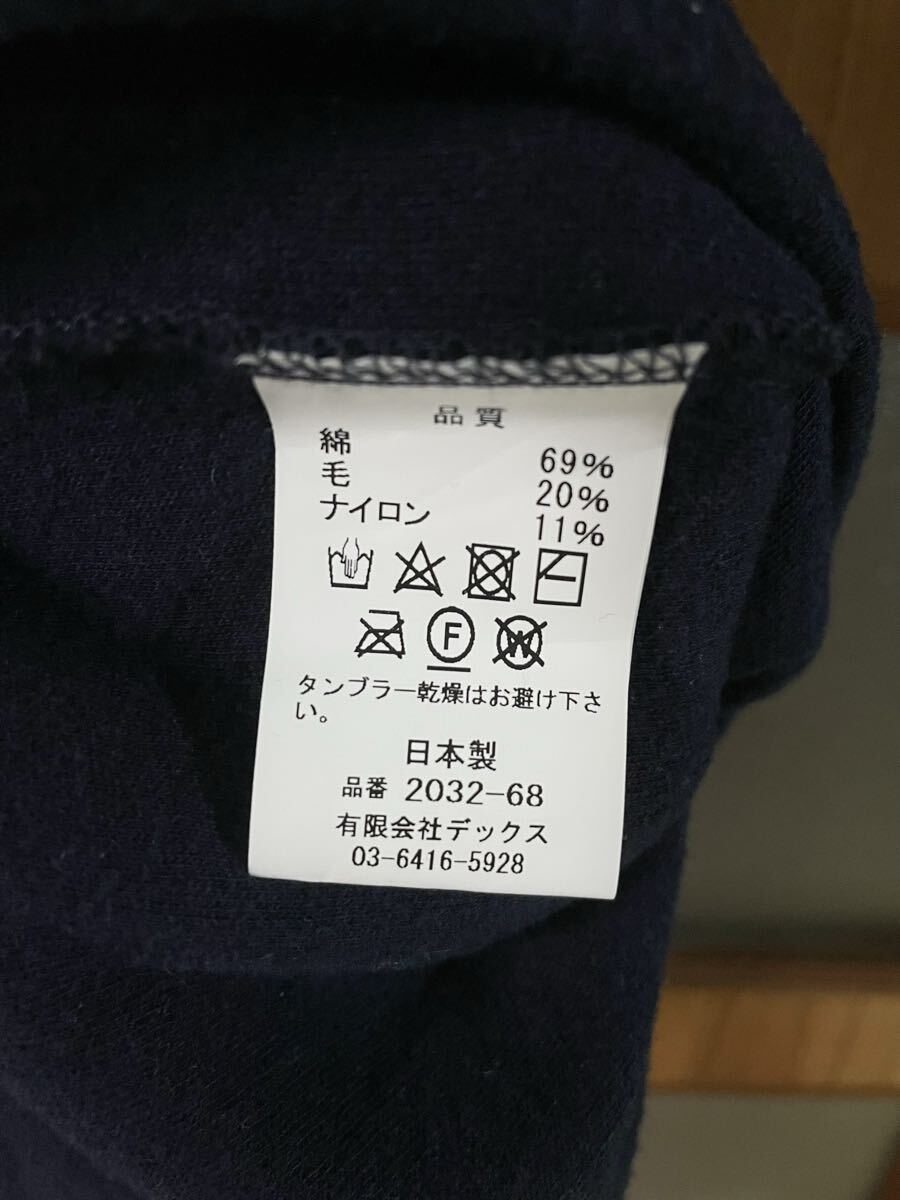 品質
綿 69%
毛 20%
ナイロン 11%
F W
タンブラー乾燥はお避け下さ
い。
日本製
品番 2032-68
有限会社デックス
03-6416-5928